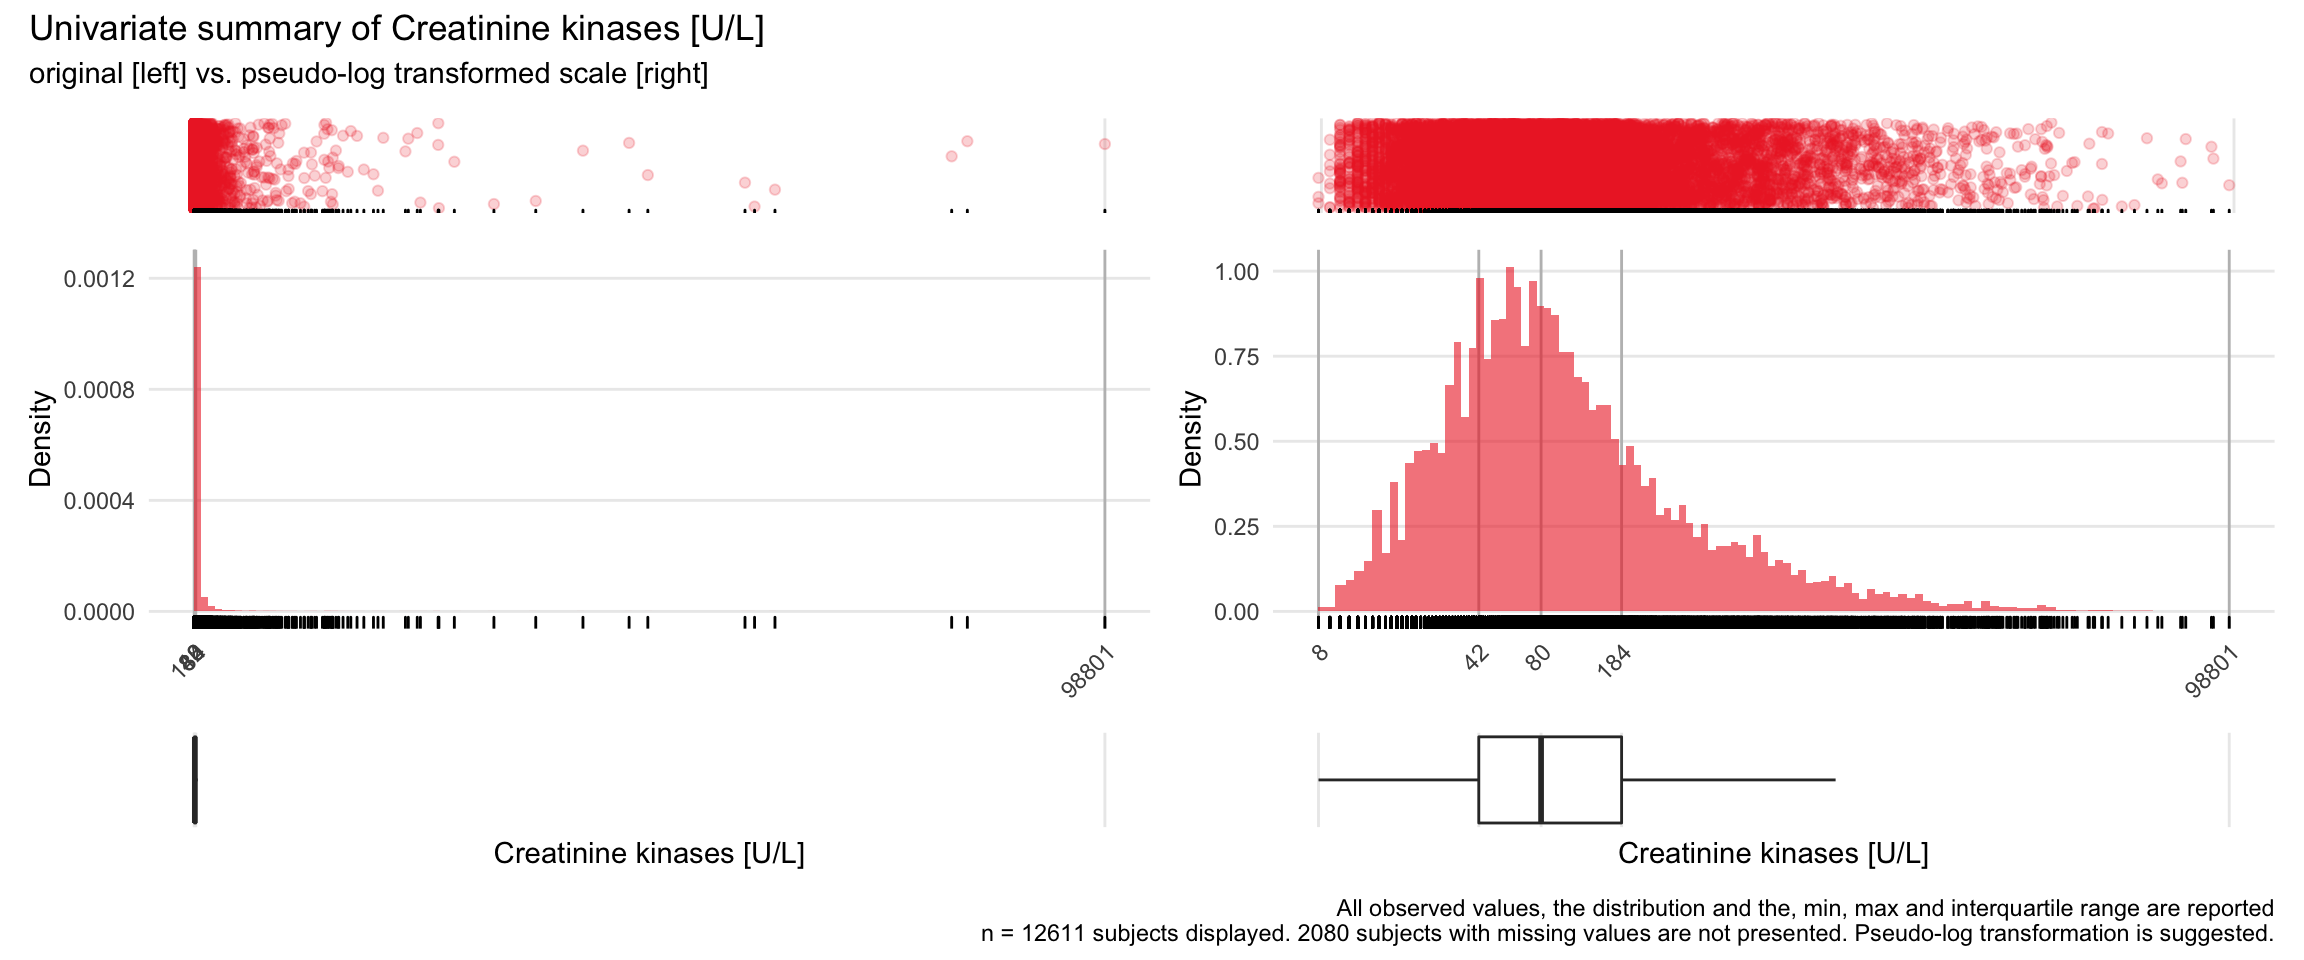 Univariate summary of Creatinine kinases [U/L]
original [left] vs. pseudo-log transformed scale [right]
Density
0.0012
0.0008
0.0004
0.0000
98801
Creatinine kinases [U/L]
Density
1.00
0.75
0.50
0.25
0.00
8
42
80
184
98801
Creatinine kinases [U/L]
All observed values, the distribution and the, min, max and interquartile range are reported
n = 12611 subjects displayed. 2080 subjects with missing values are not presented. Pseudo-log transformation is suggested.